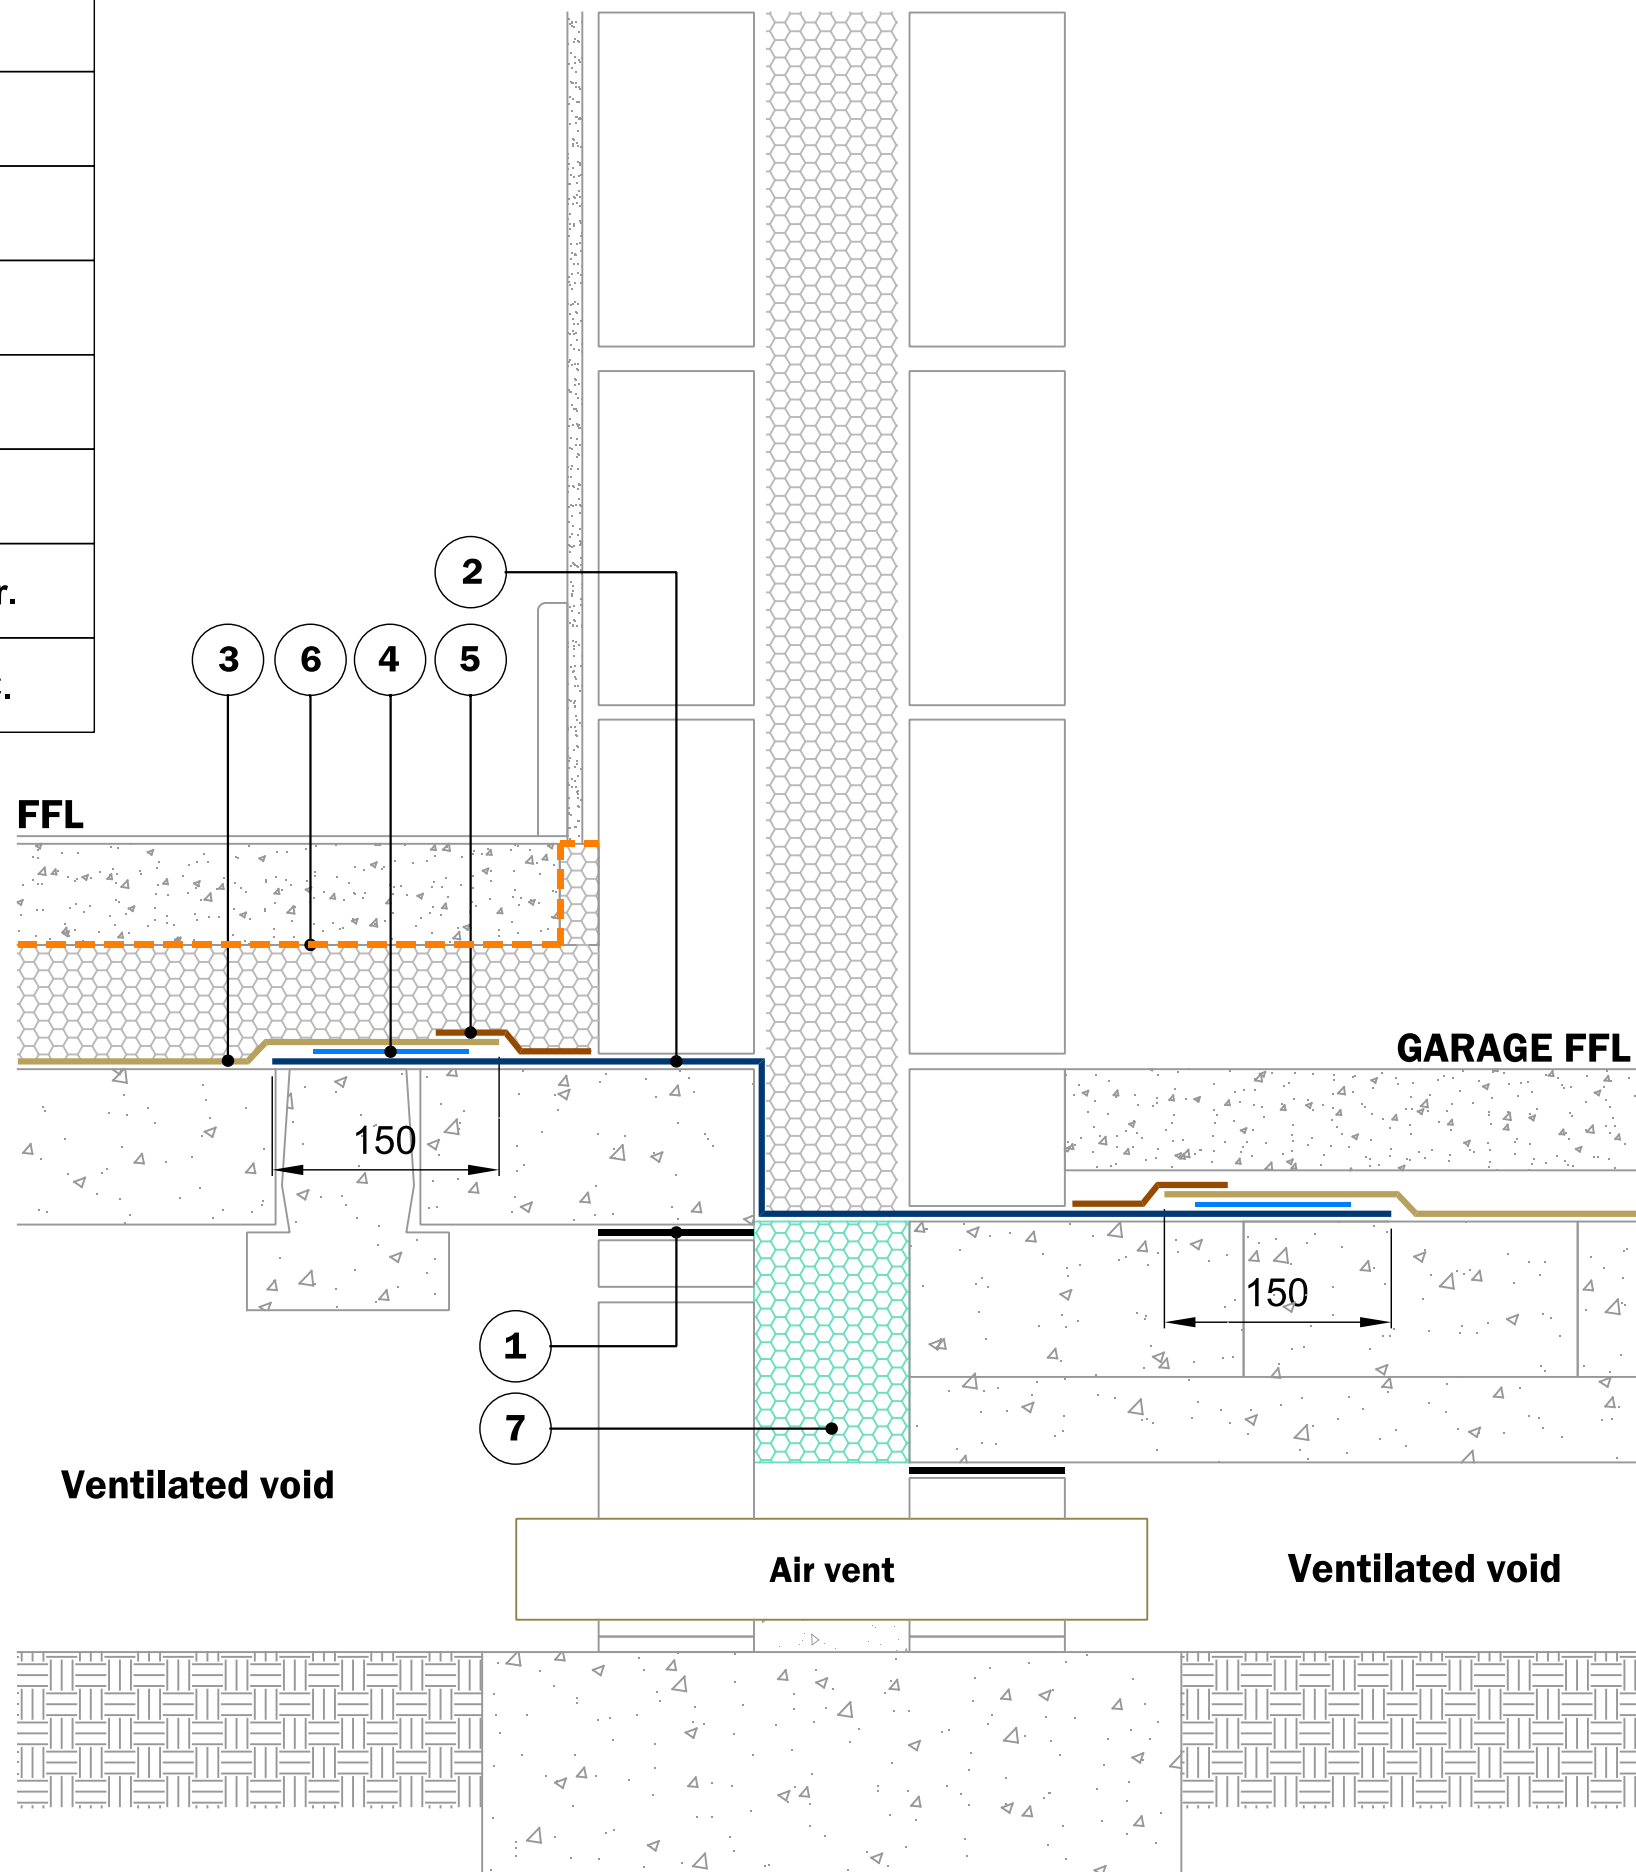 r.
.
2
3
6
4
5
FFL
GARAGE FFL
150
150
1
7
Ventilated void
Air vent
Ventilated void